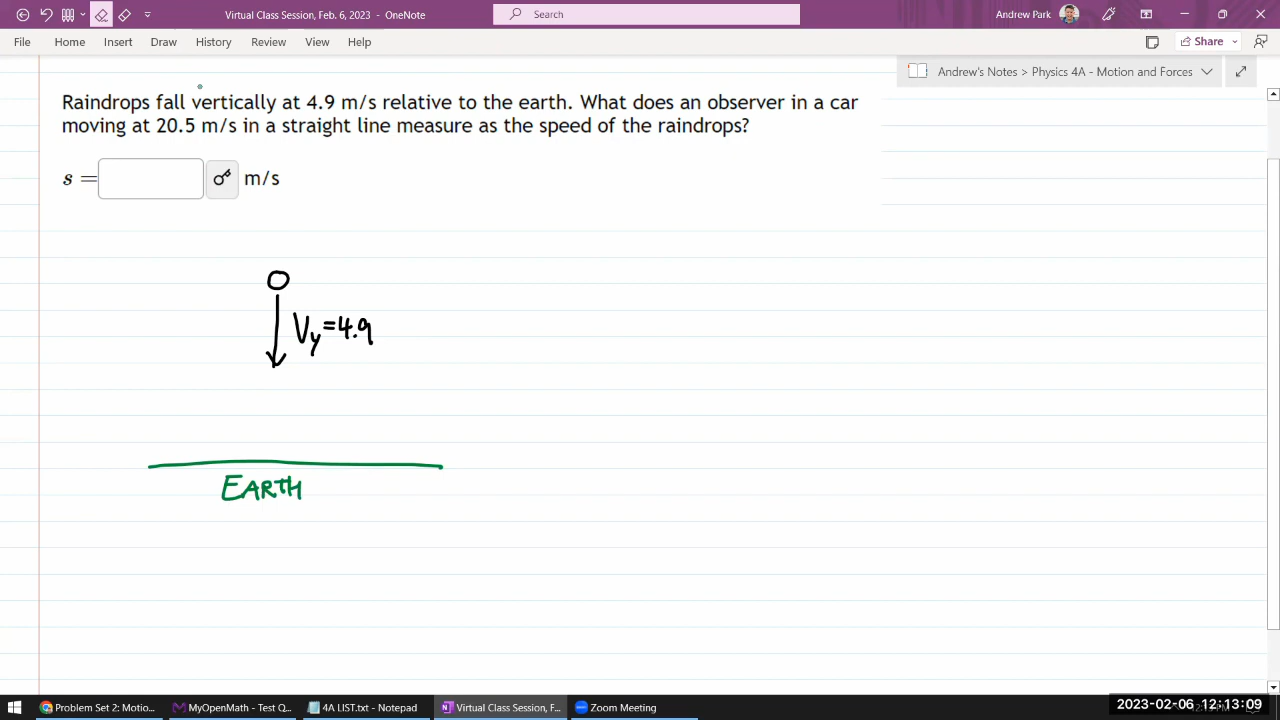 Virtual Class Session, Feb. 6, 2023 - OneNote
Search
Andrew Park
File Home Insert Draw History Review View Help
Share
Andrew's Notes > Physics 4A - Motion and Forces
Raindrops fall vertically at 4.9 m/s relative to the earth. What does an observer in a car
moving at 20.5 m/s in a straight line measure as the speed of the raindrops?
s = m/s
Vy=4.9
EARTH
Problem Set 2: Motio...
MyOpenMath - Test Q...
4A LIST.txt - Notepad
Virtual Class Session, F...
Zoom Meeting
2023-02-06 12:13:09